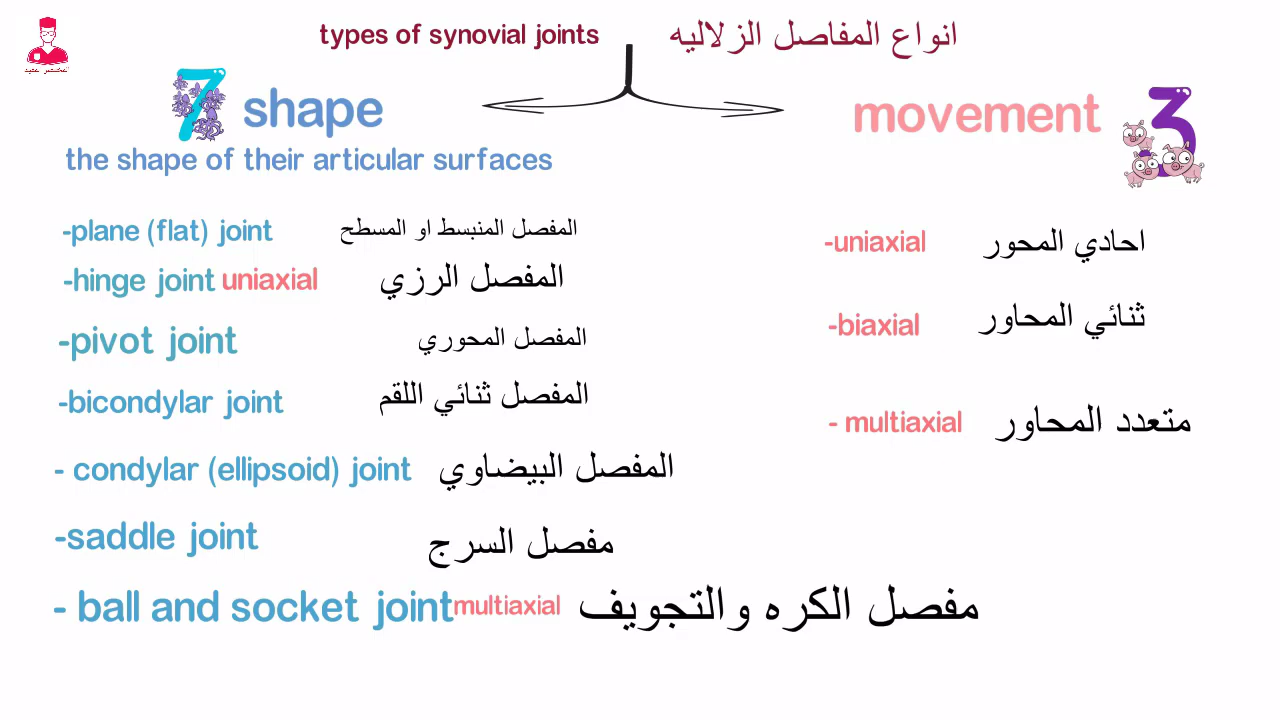 types of synovial joints انواع المفاصل الزلاليه
7 shape
the shape of their articular surfaces
-plane (flat) joint المفصل المنبسط او المسطح
-hinge joint uniaxial المفصل الرزي
-pivot joint المفصل المحوري
-bicondylar joint المفصل ثنائي اللقم
- condylar (ellipsoid) joint المفصل البيضاوي
-saddle joint مفصل السرج
- ball and socket joint multiaxial مفصل الكره والتجويف
movement 3
-uniaxial احادي المحور
-biaxial ثنائي المحاور
- multiaxial متعدد المحاور